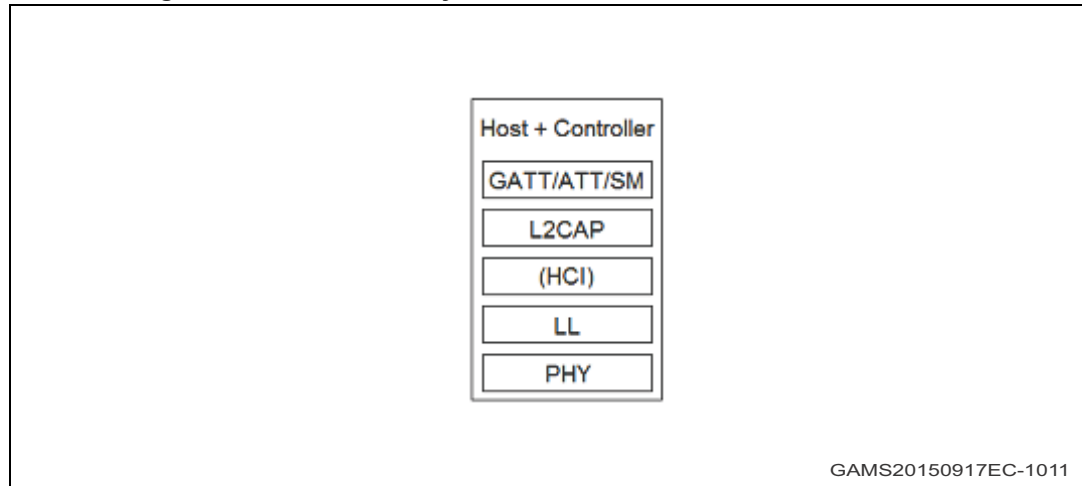 Host + Controller
GATT/ATT/SM
L2CAP
(HCI)
LL
PHY
GAMS20150917EC-1011